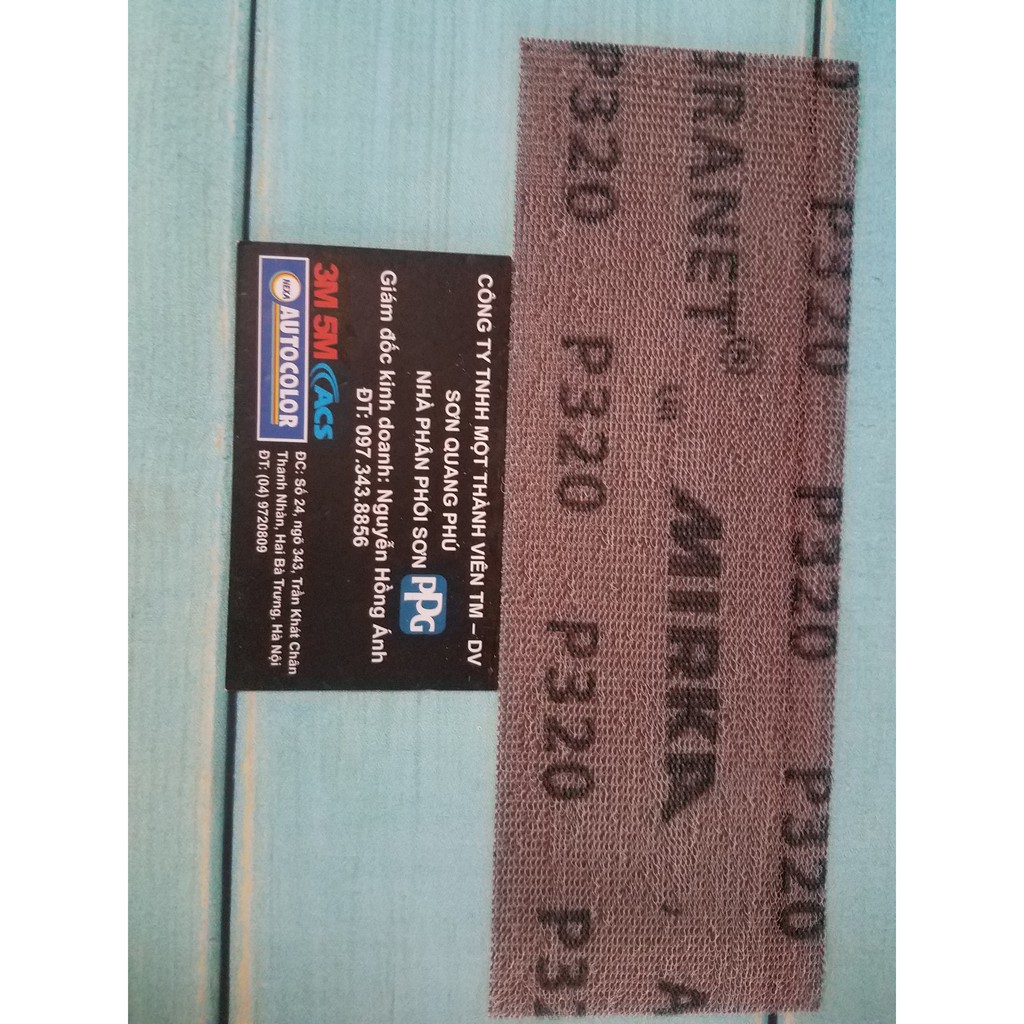 CÔNG TY TNHH MỘT THÀNH VIÊN TM – DV
SƠN QUANG PHÚ
NHÀ PHÂN PHỐI SƠN PPG
Giám đốc kinh doanh: Nguyễn Hồng Ánh
ĐT: 097.343.8856
3M 5M ACS
NEXA AUTOCOLOR
ĐC: Số 24, ngõ 343, Trần Khát Chân
Thanh Nhàn, Hai Bà Trưng, Hà Nội
ĐT: (04) 9720809
P P320 P320 P320
BRANET® MIRKA A
P320 P320 P320 P32